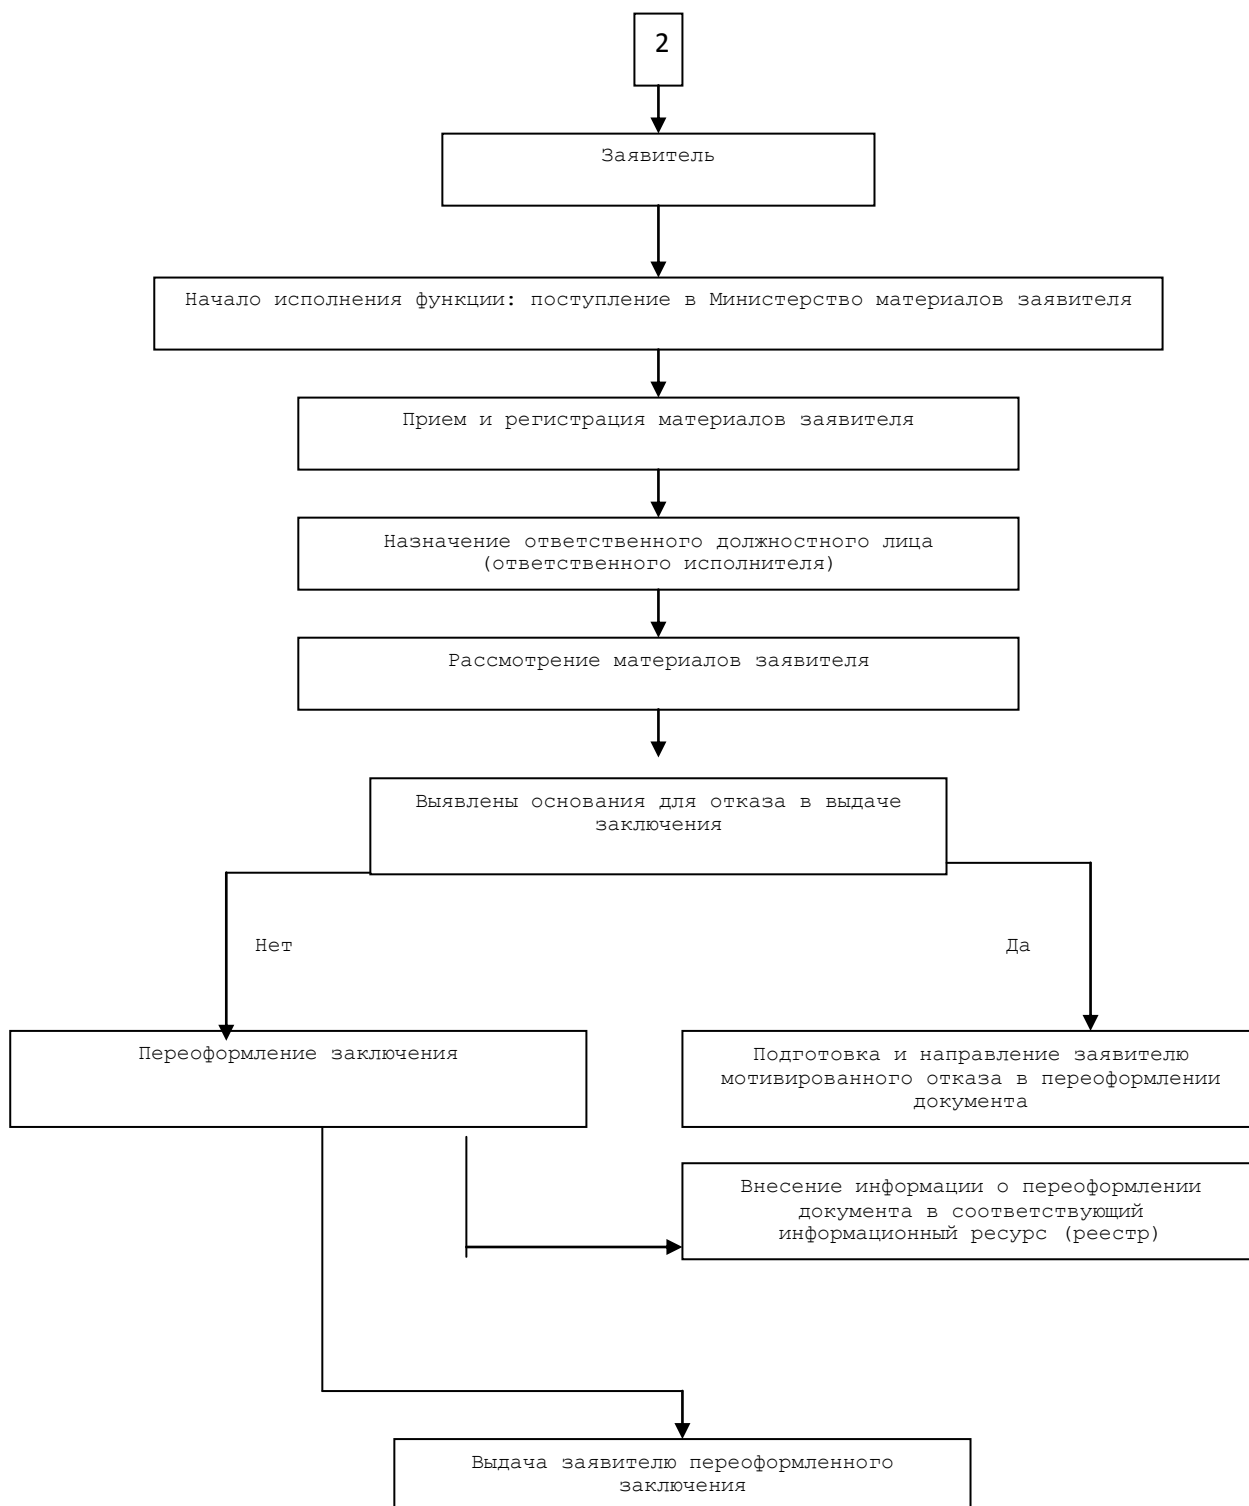 2
Заявитель
Начало исполнения функции: поступление в Министерство материалов заявителя
Прием и регистрация материалов заявителя
Назначение ответственного должностного лица
(ответственного исполнителя)
Рассмотрение материалов заявителя
Выявлены основания для отказа в выдаче
заключения
Нет
Да
Переоформление заключения
Подготовка и направление заявителю
мотивированного отказа в переоформлении
документа
Внесение информации о переоформлении
документа в соответствующий
информационный ресурс (реестр)
Выдача заявителю переоформленного
заключения